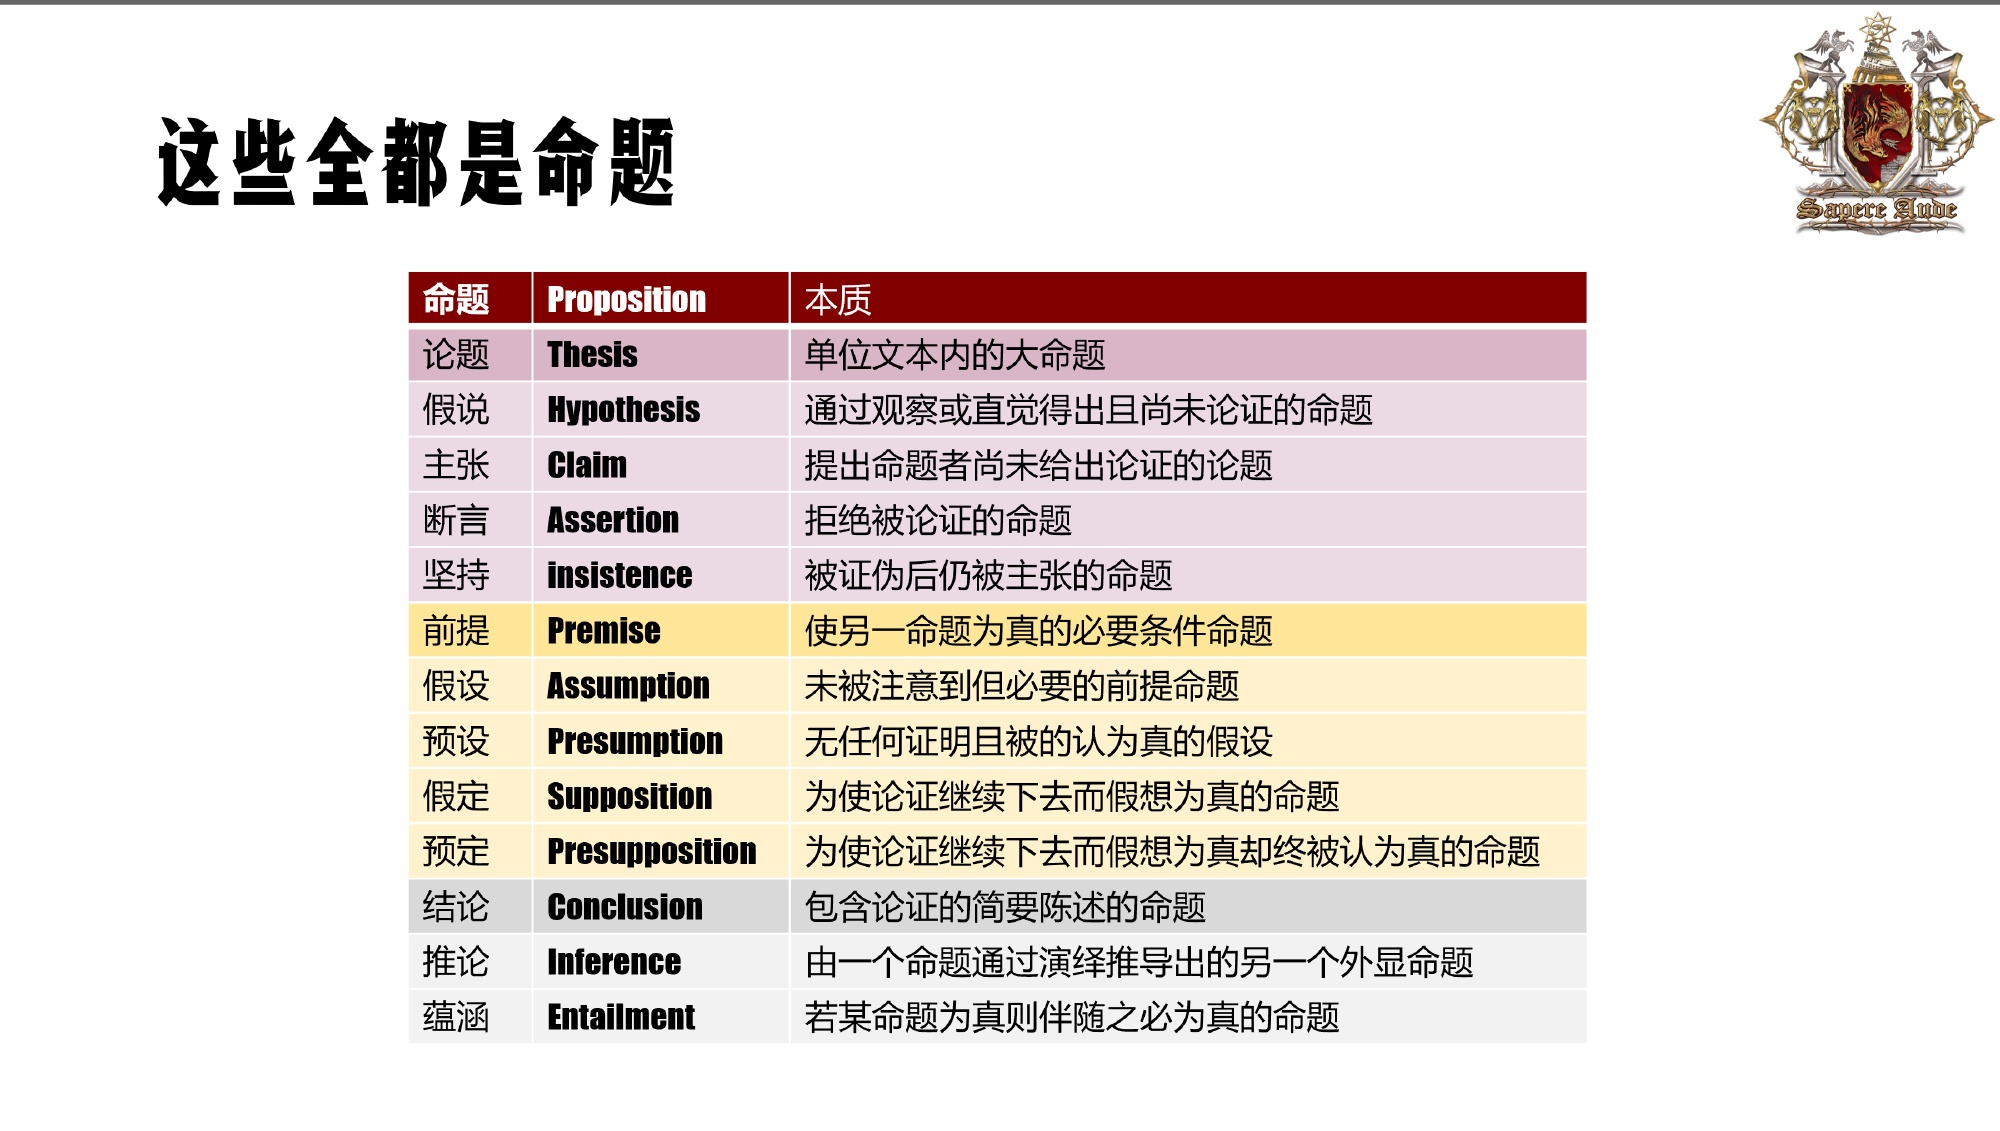 Sapere Aude
这些全都是命题
命题 Proposition 本质
论题 Thesis 单位文本内的大命题
假说 Hypothesis 通过观察或直觉得出且尚未论证的命题
主张 Claim 提出命题者尚未给出论证的论题
断言 Assertion 拒绝被论证的命题
坚持 insistence 被证伪后仍被主张的命题
前提 Premise 使另一命题为真的必要条件命题
假设 Assumption 未被注意到但必要的前提命题
预设 Presumption 无任何证明且被的认为真的假设
假定 Supposition 为使论证继续下去而假想为真的命题
预定 Presupposition 为使论证继续下去而假想为真却终被认为真的命题
结论 Conclusion 包含论证的简要陈述的命题
推论 Inference 由一个命题通过演绎推导出的另一个外显命题
蕴涵 Entailment 若某命题为真则伴随之必为真的命题